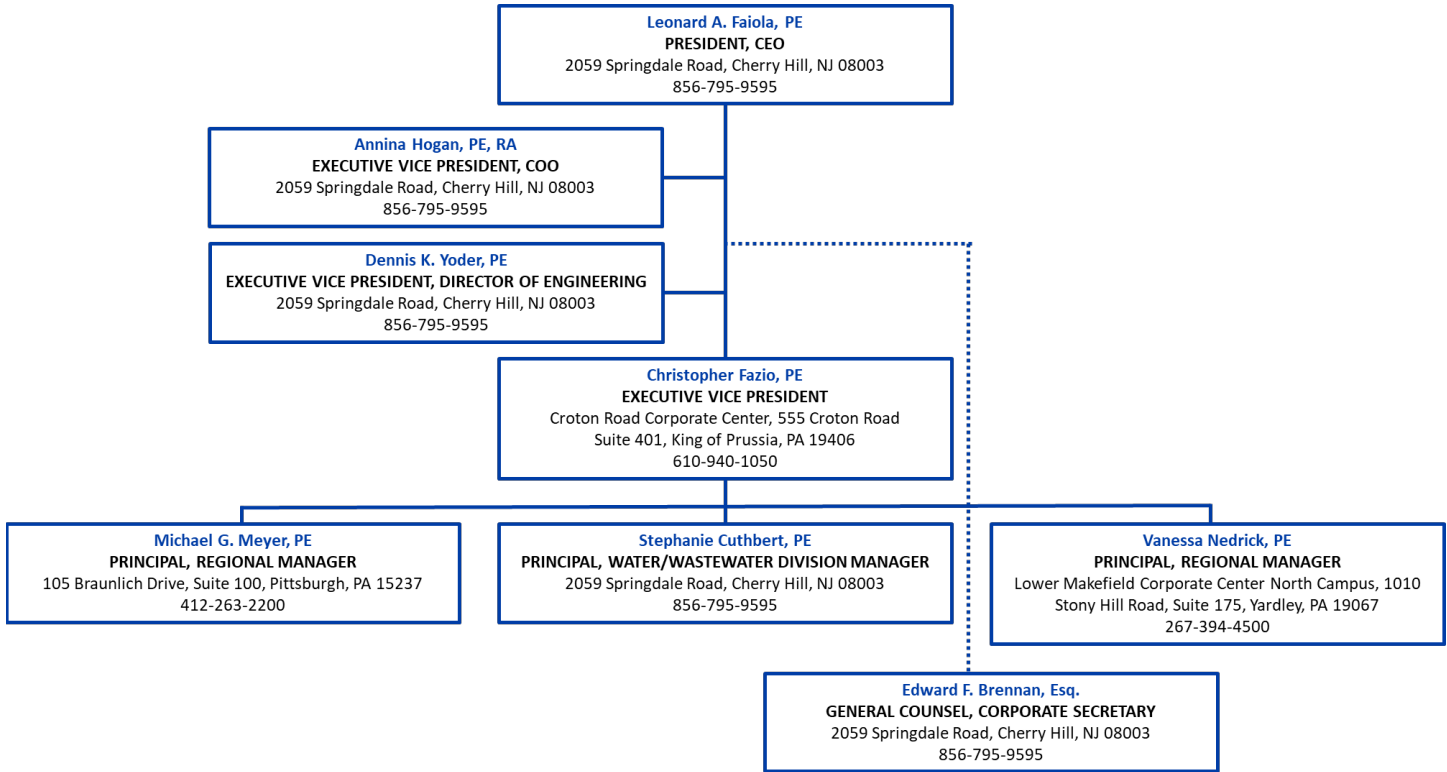 Leonard A. Faiola, PE
PRESIDENT, CEO
2059 Springdale Road, Cherry Hill, NJ 08003
856-795-9595
Annina Hogan, PE, RA
EXECUTIVE VICE PRESIDENT, COO
2059 Springdale Road, Cherry Hill, NJ 08003
856-795-9595
Dennis K. Yoder, PE
EXECUTIVE VICE PRESIDENT, DIRECTOR OF ENGINEERING
2059 Springdale Road, Cherry Hill, NJ 08003
856-795-9595
Christopher Fazio, PE
EXECUTIVE VICE PRESIDENT
Croton Road Corporate Center, 555 Croton Road
Suite 401, King of Prussia, PA 19406
610-940-1050
Michael G. Meyer, PE
PRINCIPAL, REGIONAL MANAGER
105 Braunlich Drive, Suite 100, Pittsburgh, PA 15237
412-263-2200
Stephanie Cuthbert, PE
PRINCIPAL, WATER/WASTEWATER DIVISION MANAGER
2059 Springdale Road, Cherry Hill, NJ 08003
856-795-9595
Vanessa Nedrick, PE
PRINCIPAL, REGIONAL MANAGER
Lower Makefield Corporate Center North Campus, 1010
Stony Hill Road, Suite 175, Yardley, PA 19067
267-394-4500
Edward F. Brennan, Esq.
GENERAL COUNSEL, CORPORATE SECRETARY
2059 Springdale Road, Cherry Hill, NJ 08003
856-795-9595